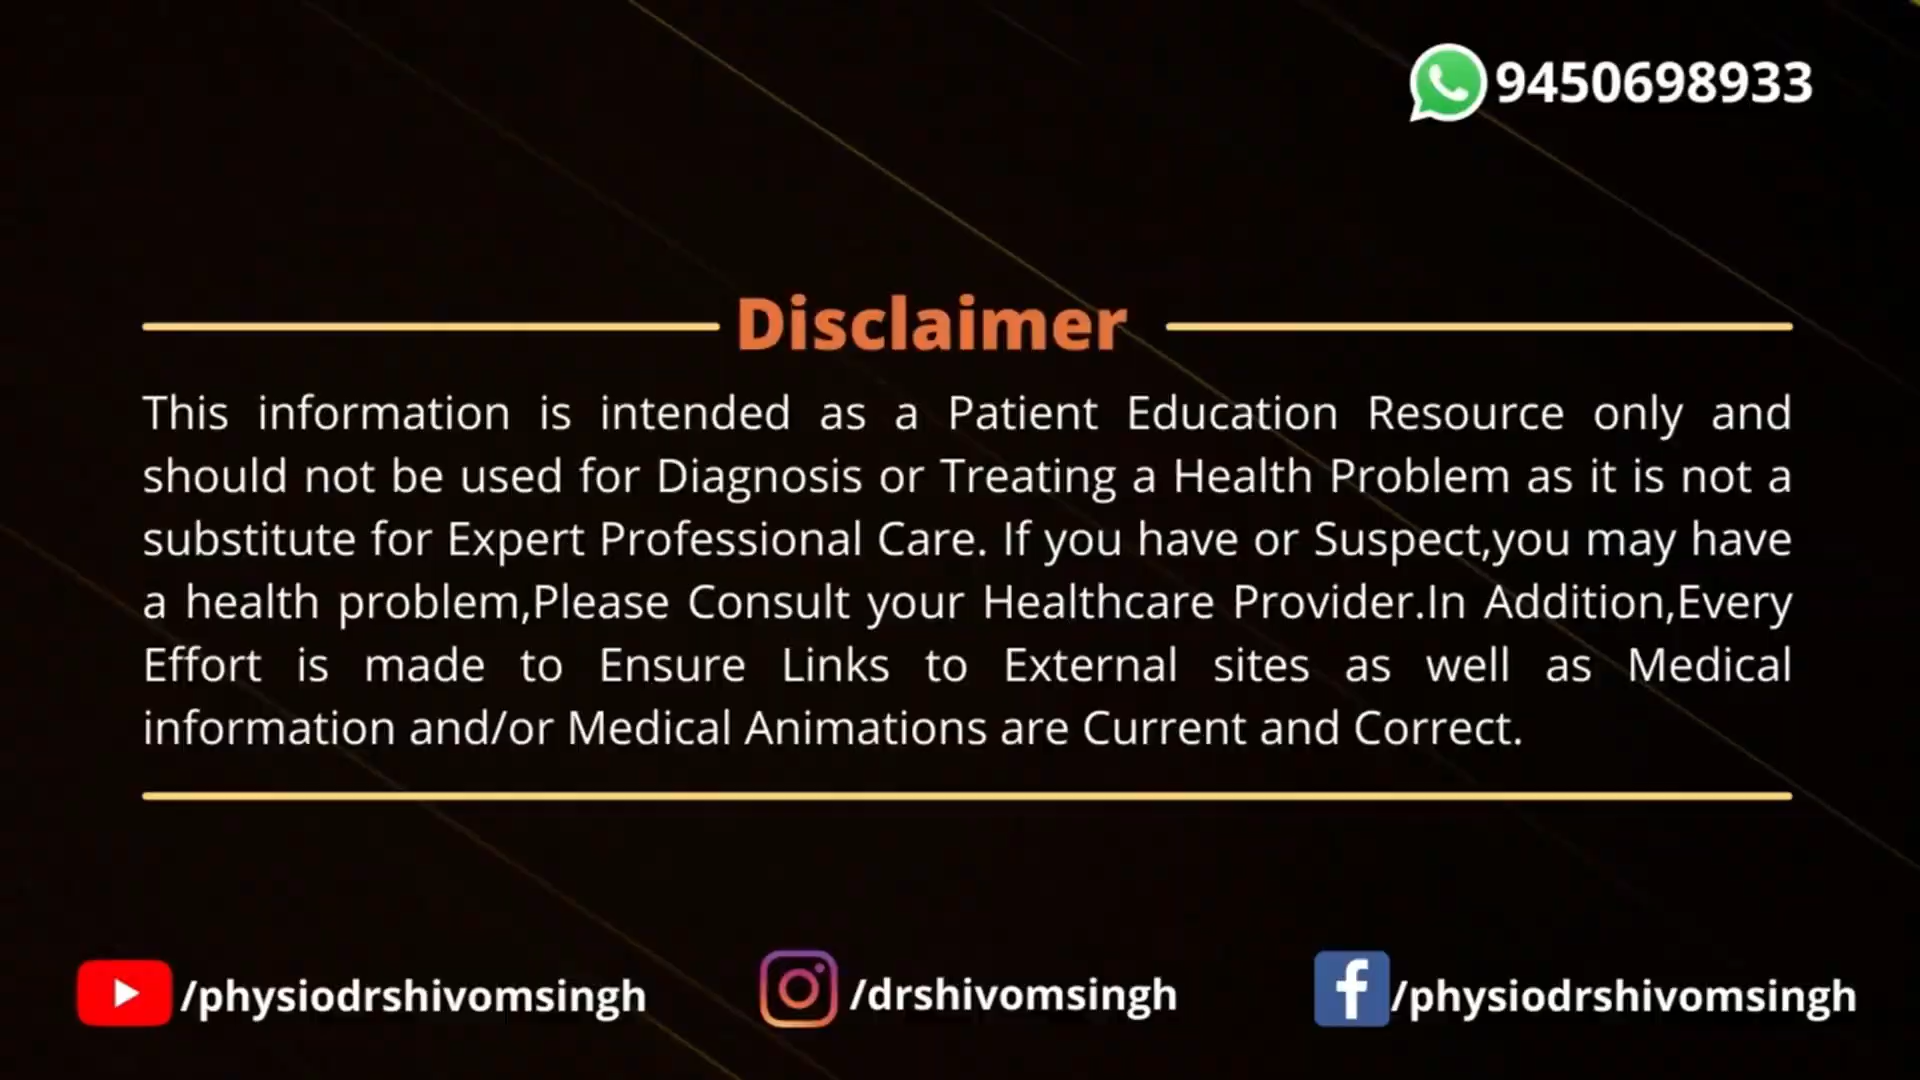 9450698933
Disclaimer
This information is intended as a Patient Education Resource only and
should not be used for Diagnosis or Treating a Health Problem as it is not a
substitute for Expert Professional Care. If you have or Suspect,you may have
a health problem,Please Consult your Healthcare Provider.In Addition,Every
Effort is made to Ensure Links to External sites as well as Medical
information and/or Medical Animations are Current and Correct.
/physiodrshivomsingh
/drshivomsingh
/physiodrshivomsingh